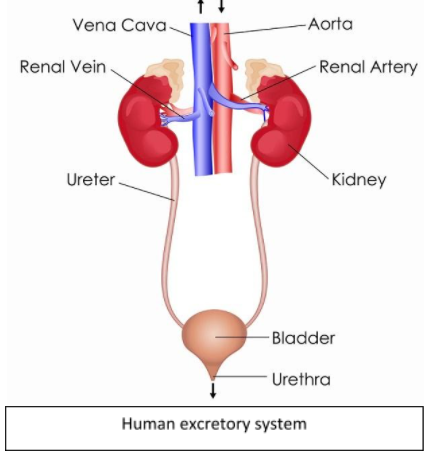 Vena Cava
Aorta
Renal Vein
Renal Artery
Ureter
Kidney
Bladder
Urethra
Human excretory system